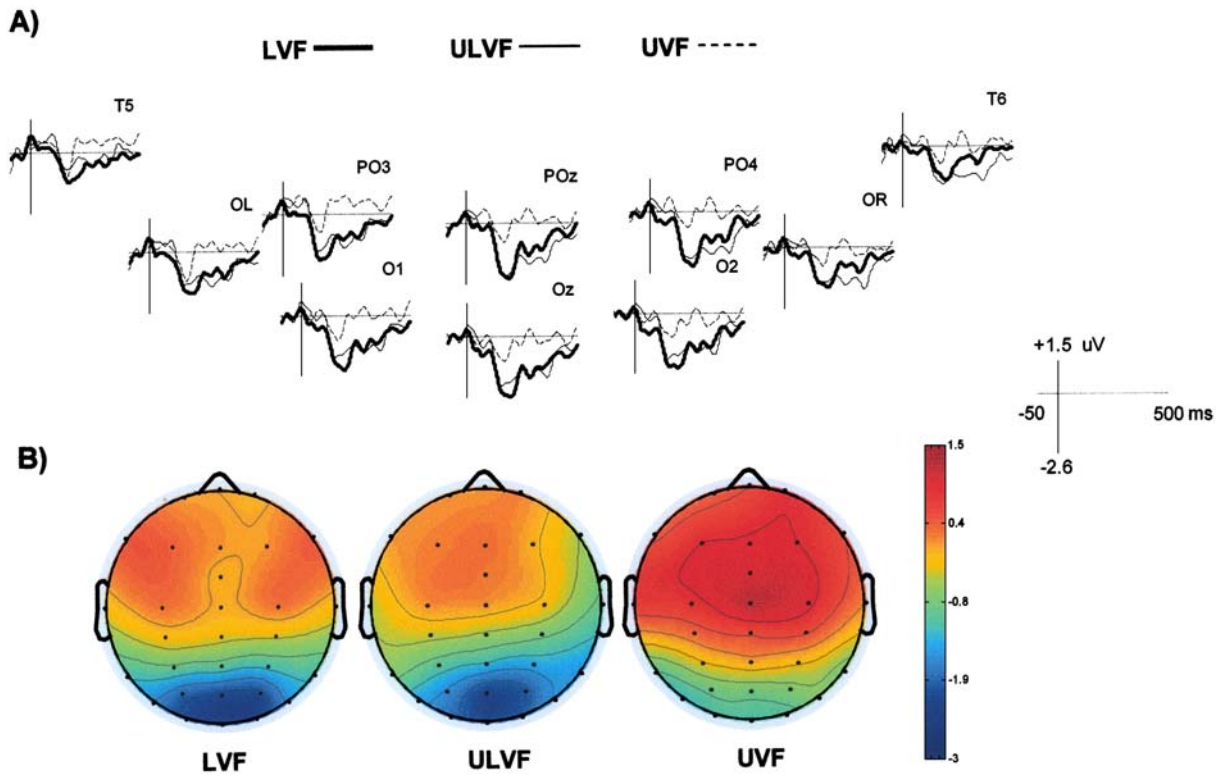 A)
LVF ULVF UVF
T5 T6
PO3 POz PO4
OL OR
O1 Oz O2
+1.5 uV
-50 500 ms
-2.6
B)
1.5
0.4
-0.8
-1.9
-3
LVF ULVF UVF